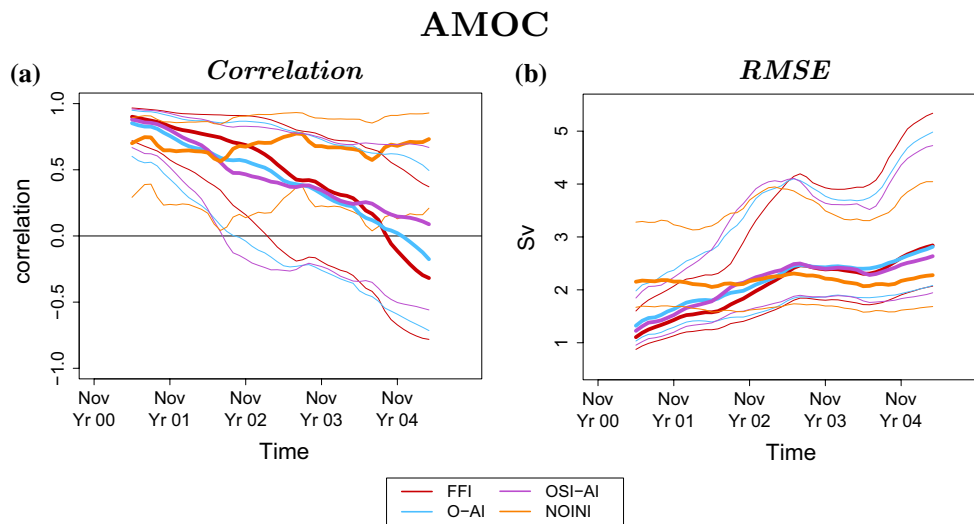 AMOC
(a) Correlation
correlation
1.0
0.5
0.0
−0.5
−1.0
Nov Nov Nov Nov Nov
Yr 00 Yr 01 Yr 02 Yr 03 Yr 04
Time
(b) RMSE
Sv
5
4
3
2
1
Nov Nov Nov Nov Nov
Yr 00 Yr 01 Yr 02 Yr 03 Yr 04
Time
FFI OSI−AI
O−AI NOINI